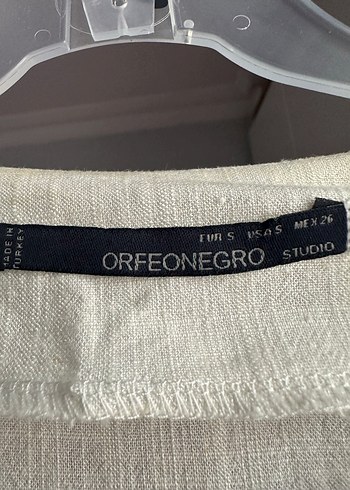 MADE IN
TURKEY
EUR S USA S MEX 26
ORFEONEGRO STUDIO